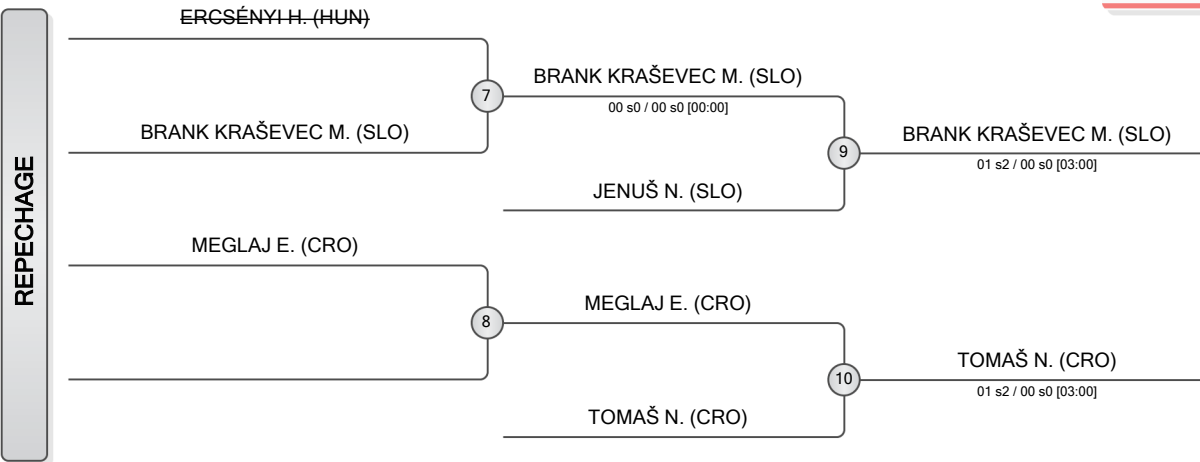 REPECHAGE
ERCSÉNYI H. (HUN)
BRANK KRAŠEVEC M. (SLO)
7
BRANK KRAŠEVEC M. (SLO)
00 s0 / 00 s0 [00:00]
JENUŠ N. (SLO)
9
BRANK KRAŠEVEC M. (SLO)
01 s2 / 00 s0 [03:00]
MEGLAJ E. (CRO)
8
MEGLAJ E. (CRO)
TOMAŠ N. (CRO)
10
TOMAŠ N. (CRO)
01 s2 / 00 s0 [03:00]